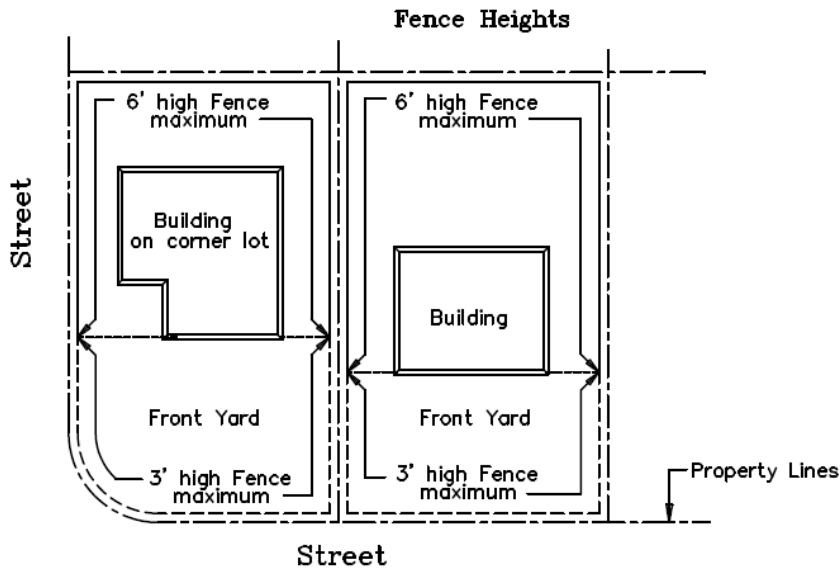 Fence Heights
6' high Fence
maximum
6' high Fence
maximum
Street
Building
on corner lot
Building
Front Yard
Front Yard
3' high Fence
maximum
3' high Fence
maximum
Property Lines
Street